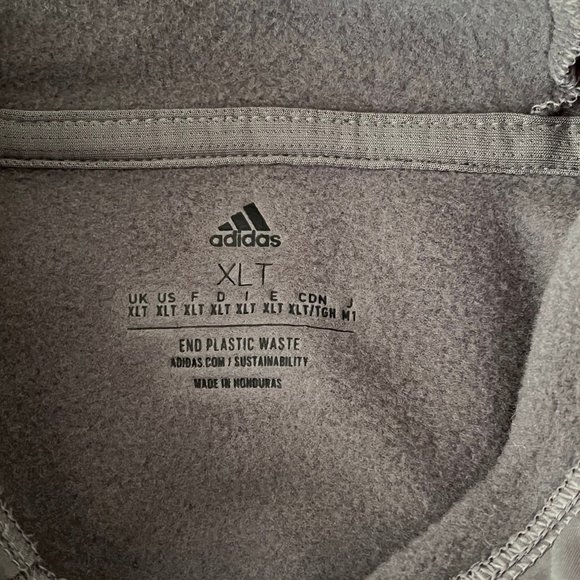 adidas
XLT
UK US F D I E CDN J
XLT XLT XLT XLT XLT XLT XLT/TGH M1
END PLASTIC WASTE
ADIDAS.COM / SUSTAINABILITY
MADE IN HONDURAS